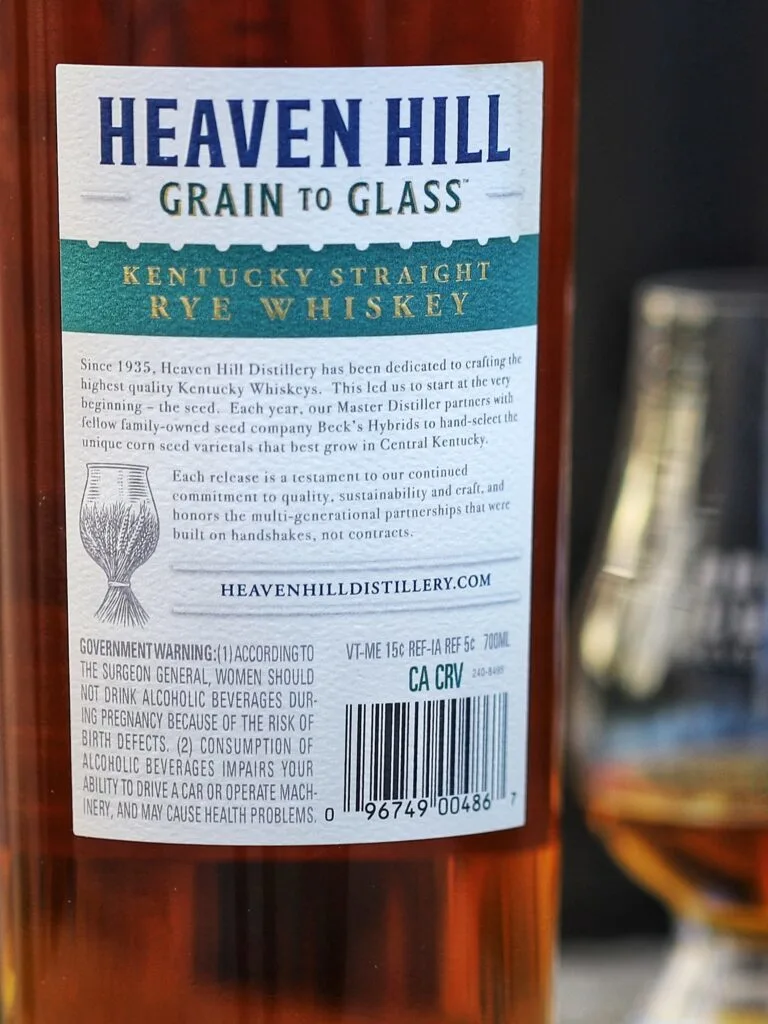 HEAVEN HILL
GRAIN TO GLASS™
KENTUCKY STRAIGHT
RYE WHISKEY
Since 1935, Heaven Hill Distillery has been dedicated to crafting the
highest quality Kentucky Whiskeys. This led us to start at the very
beginning – the seed. Each year, our Master Distiller partners with
fellow family-owned seed company Beck's Hybrids to hand-select the
unique corn seed varietals that best grow in Central Kentucky.
Each release is a testament to our continued
commitment to quality, sustainability and craft, and
honors the multi-generational partnerships that were
built on handshakes, not contracts.
HEAVENHILLDISTILLERY.COM
GOVERNMENT WARNING: (1) ACCORDING TO
THE SURGEON GENERAL, WOMEN SHOULD
NOT DRINK ALCOHOLIC BEVERAGES DUR-
ING PREGNANCY BECAUSE OF THE RISK OF
BIRTH DEFECTS. (2) CONSUMPTION OF
ALCOHOLIC BEVERAGES IMPAIRS YOUR
ABILITY TO DRIVE A CAR OR OPERATE MACH-
INERY, AND MAY CAUSE HEALTH PROBLEMS.
VT-ME 15¢ REF-IA REF 5¢ 700ML
CA CRV
0 96749 00486 7